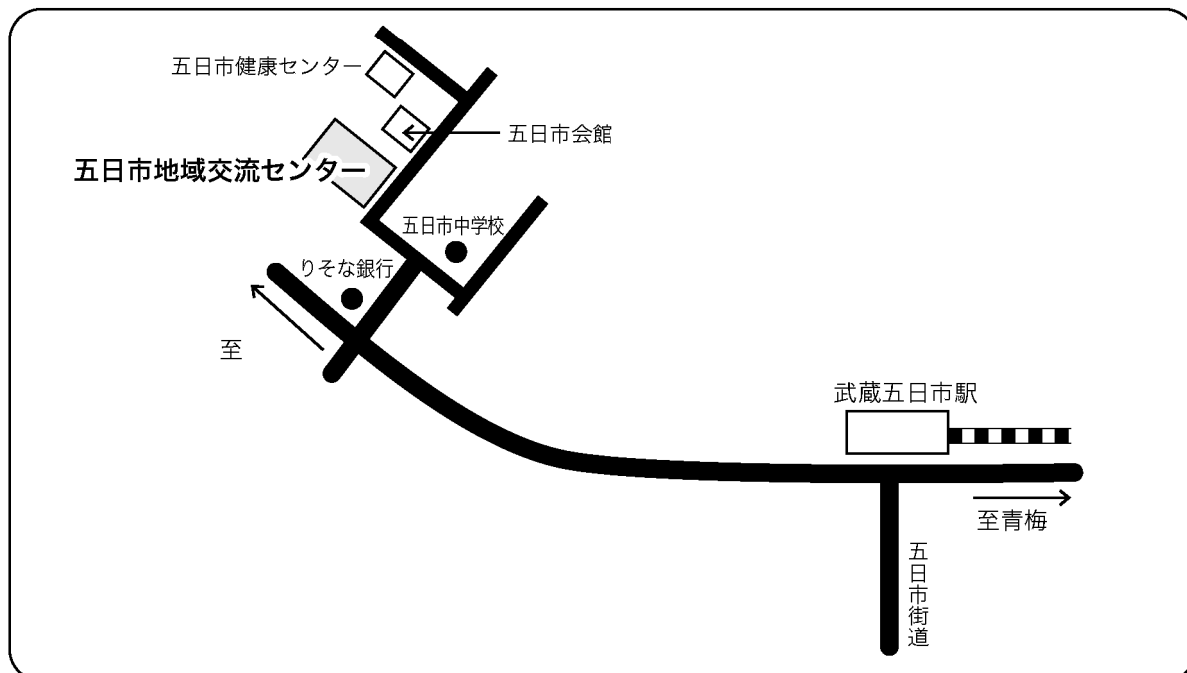 五日市健康センター
五日市会館
五日市地域交流センター
五日市中学校
りそな銀行
至
武蔵五日市駅
至青梅
五日市街道